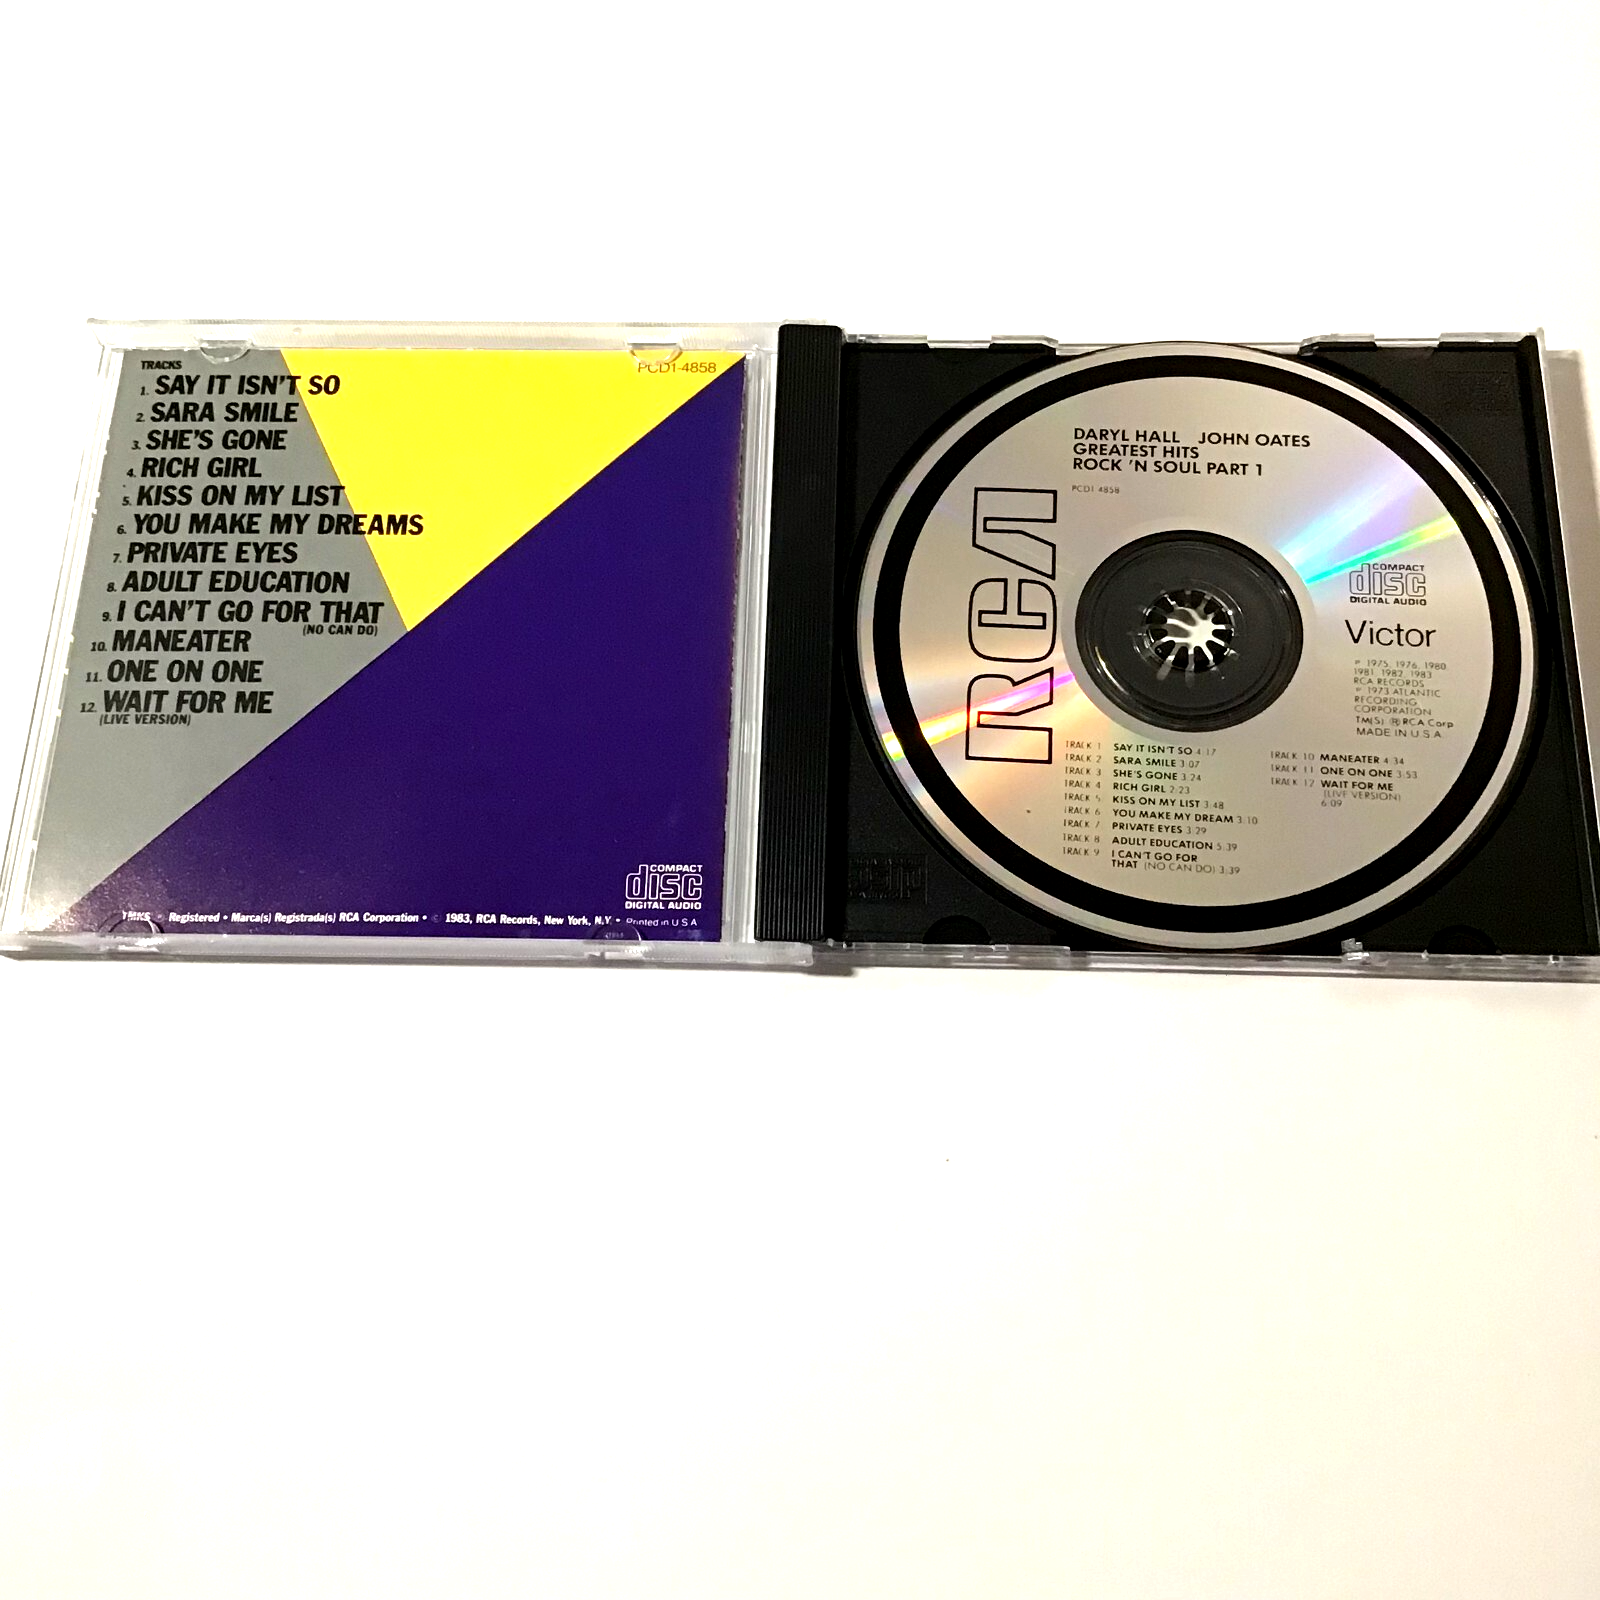 TRACKS
1. SAY IT ISN'T SO
2. SARA SMILE
3. SHE'S GONE
4. RICH GIRL
5. KISS ON MY LIST
6. YOU MAKE MY DREAMS
7. PRIVATE EYES
8. ADULT EDUCATION
9. I CAN'T GO FOR THAT
(NO CAN DO)
10. MANEATER
11. ONE ON ONE
12. WAIT FOR ME
(LIVE VERSION)
PCD1-4858
COMPACT
disc
DIGITAL AUDIO
TMKS • Registered • Marca(s) Registrada(s) RCA Corporation • © 1983, RCA Records, New York, N.Y. • Printed in U S A
DARYL HALL JOHN OATES
GREATEST HITS
ROCK 'N SOUL PART 1
PCD1 4858
RCA
COMPACT
disc
DIGITAL AUDIO
Victor
℗ 1975, 1976, 1980,
1981, 1982, 1983
RCA RECORDS
℗ 1973 ATLANTIC
RECORDING
CORPORATION
TM(S) ® RCA Corp
MADE IN U.S.A.
TRACK 1 SAY IT ISN'T SO 4:17
TRACK 2 SARA SMILE 3:07
TRACK 3 SHE'S GONE 3:24
TRACK 4 RICH GIRL 2:23
TRACK 5 KISS ON MY LIST 3:48
TRACK 6 YOU MAKE MY DREAM 3:10
TRACK 7 PRIVATE EYES 3:29
TRACK 8 ADULT EDUCATION 5:39
TRACK 9 I CAN'T GO FOR
THAT (NO CAN DO) 3:39
TRACK 10 MANEATER 4:34
TRACK 11 ONE ON ONE 3:53
TRACK 12 WAIT FOR ME
(LIVE VERSION)
6:09